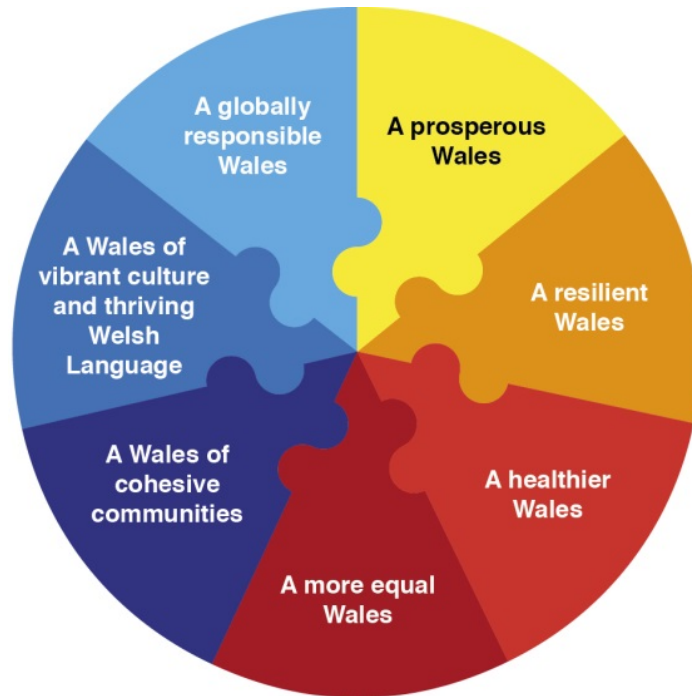 A prosperous
Wales
A resilient
Wales
A healthier
Wales
A more equal
Wales
A Wales of
cohesive
communities
A Wales of
vibrant culture
and thriving
Welsh
Language
A globally
responsible
Wales